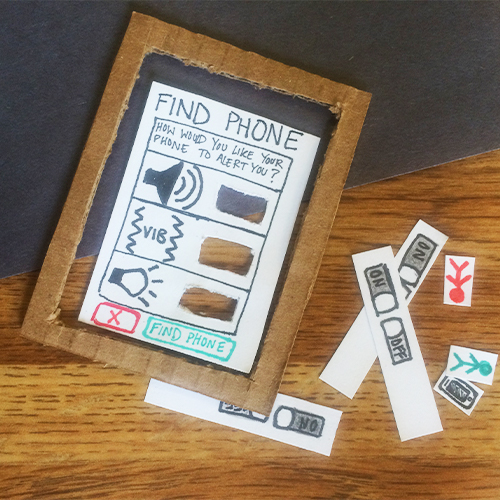 FIND PHONE
HOW WOULD YOU LIKE YOUR
PHONE TO ALERT YOU?
VIB
X
FIND PHONE
ON
OFF
ON
ON